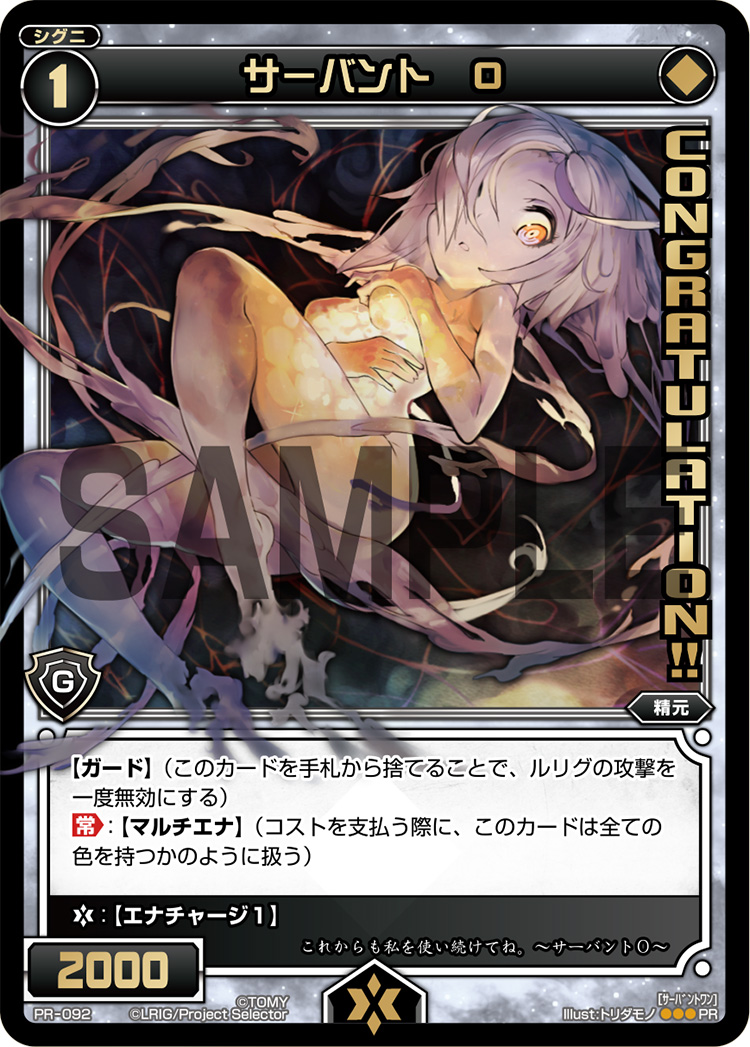 シグニ
1
サーバント O
CONGRATULATION!!
SAMPLE
G
精元
【ガード】（このカードを手札から捨てることで、ルリグの攻撃を
一度無効にする）
常：【マルチエナ】（コストを支払う際に、このカードは全ての
色を持つかのように扱う）
：【エナチャージ１】
これからも私を使い続けてね。～サーバントO～
2000
PR-092
©TOMY
©LRIG/Project Selector
[サーバントワン]
Illust:トリダモノ
PR